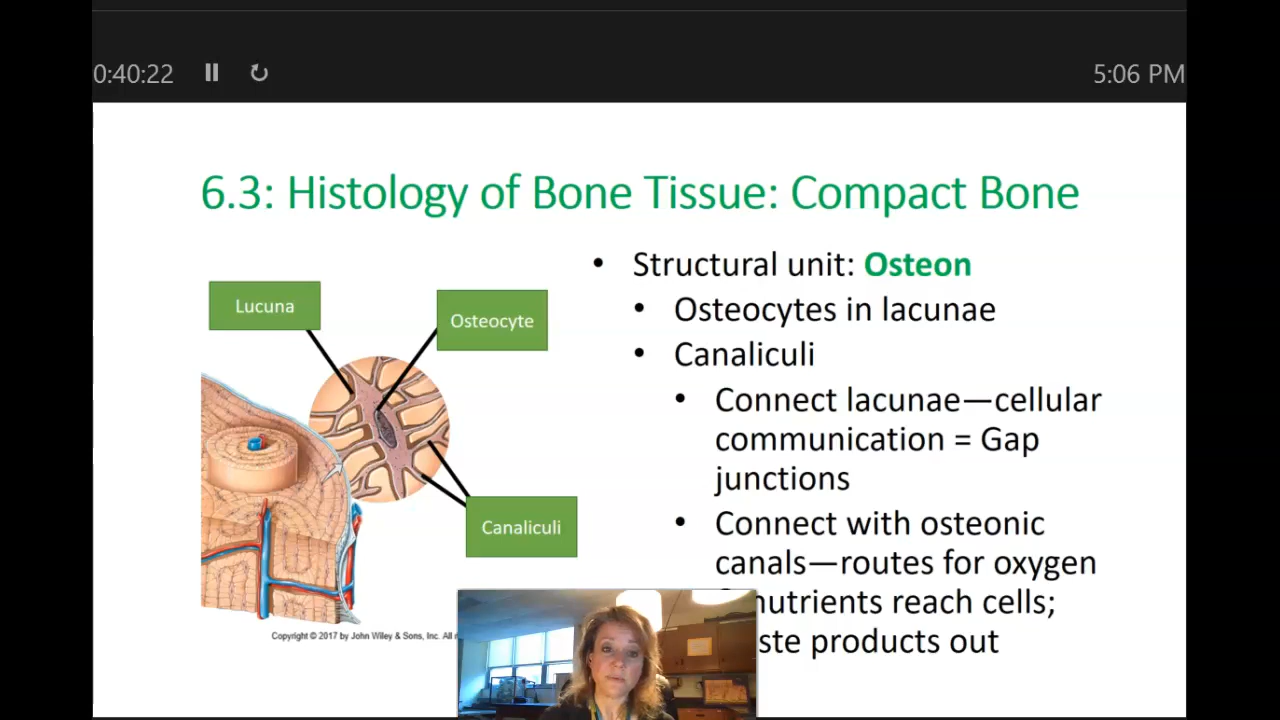 0:40:22
5:06 PM
6.3: Histology of Bone Tissue: Compact Bone
Lucuna
Osteocyte
Canaliculi
Copyright © 2017 by John Wiley & Sons, Inc. All
• Structural unit: Osteon
• Osteocytes in lacunae
• Canaliculi
• Connect lacunae—cellular
communication = Gap
junctions
• Connect with osteonic
canals—routes for oxygen
nutrients reach cells;
products out